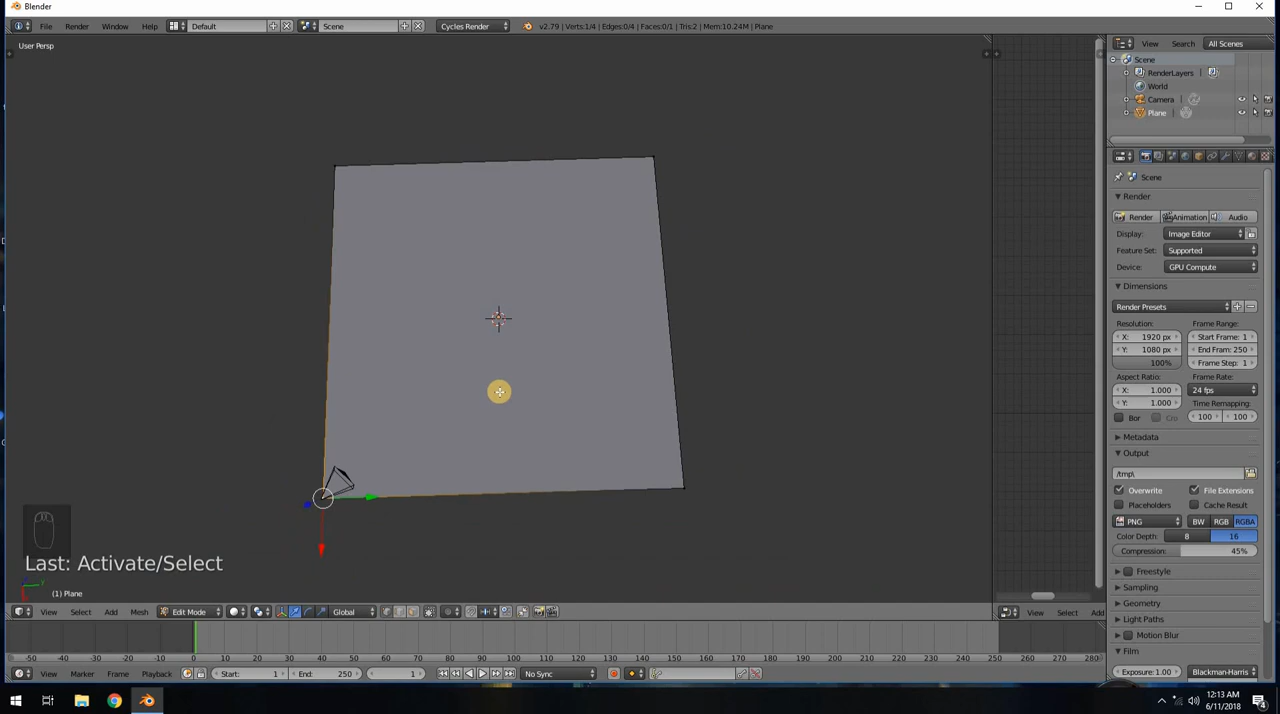 Blender
File Render Window Help Default Scene Cycles Render v2.79 | Verts:1/4 | Edges:0/4 | Faces:0/1 | Tris:2 | Mem:10.24M | Plane
User Persp
View Search All Scenes
Scene
RenderLayers
World
Camera
Plane
Scene
Render
Render Animation Audio
Display: Image Editor
Feature Set: Supported
Device: GPU Compute
Dimensions
Render Presets
Resolution: Frame Range:
X: 1920 px Start Frame: 1
Y: 1080 px End Fram: 250
100% Frame Step: 1
Aspect Ratio: Frame Rate:
X: 1.000 24 fps
Y: 1.000 Time Remapping:
Bor Cro 100 100
Metadata
Output
/tmp\
Overwrite File Extensions
Placeholders Cache Result
PNG BW RGB RGBA
Color Depth: 8 16
Compression: 45%
Freestyle
Sampling
Geometry
Light Paths
Motion Blur
Film
Exposure: 1.00 Blackman-Harris
Last: Activate/Select
(1) Plane
View Select Add Mesh Edit Mode Global View Select Add
-50 -40 -30 -20 -10 0 10 20 30 40 50 60 70 80 90 100 110 120 130 140 150 160 170 180 190 200 210 220 230 240 250 260 270 280
View Marker Frame Playback Start: 1 End: 250 1 No Sync
12:13 AM
6/11/2018